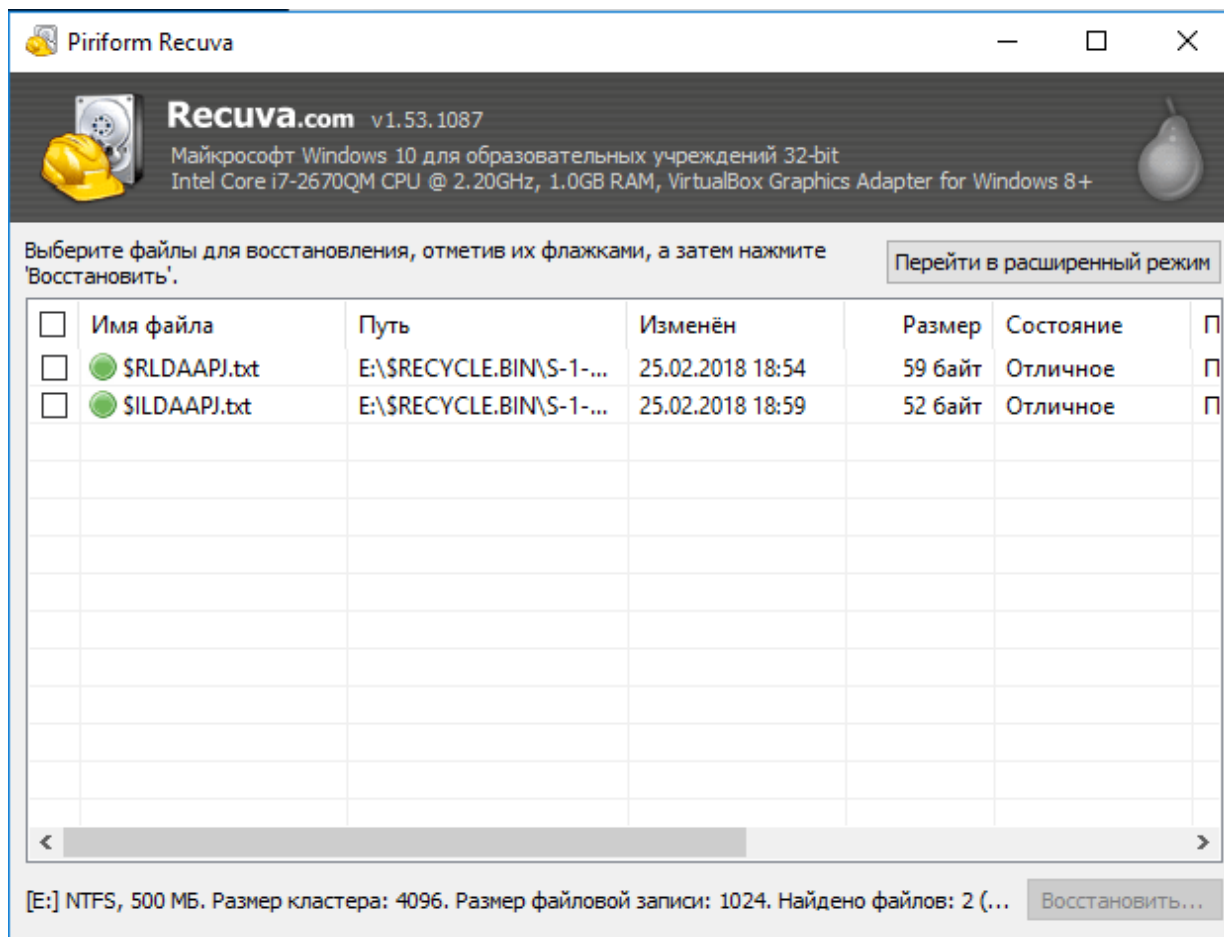 Piriform Recuva
Recuva.com v1.53.1087
Майкрософт Windows 10 для образовательных учреждений 32-bit
Intel Core i7-2670QM CPU @ 2.20GHz, 1.0GB RAM, VirtualBox Graphics Adapter for Windows 8+
Выберите файлы для восстановления, отметив их флажками, а затем нажмите
'Восстановить'.
Перейти в расширенный режим
Имя файла Путь Изменён Размер Состояние П
$RLDAAPJ.txt E:\$RECYCLE.BIN\S-1-... 25.02.2018 18:54 59 байт Отличное П
$ILDAAPJ.txt E:\$RECYCLE.BIN\S-1-... 25.02.2018 18:59 52 байт Отличное П
[E:] NTFS, 500 МБ. Размер кластера: 4096. Размер файловой записи: 1024. Найдено файлов: 2 (... Восстановить...